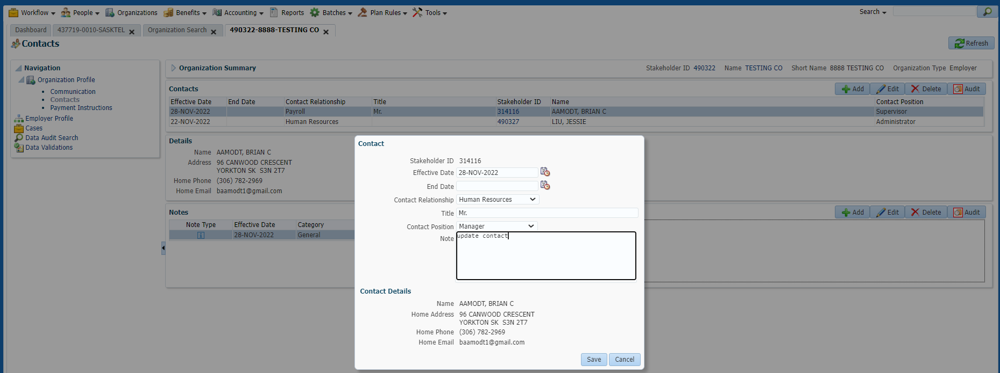 Workflow People Organizations Benefits Accounting Reports Batches Plan Rules Tools Search
Dashboard 437719-0010-SASKTEL Organization Search 490322-8888-TESTING CO
Contacts
Refresh
Navigation
Organization Profile
Communication
Contacts
Payment Instructions
Employer Profile
Cases
Data Audit Search
Data Validations
Organization Summary Stakeholder ID 490322 Name TESTING CO Short Name 8888 TESTING CO Organization Type Employer
Contacts Add Edit Delete Audit
Effective Date End Date Contact Relationship Title Stakeholder ID Name Contact Position
28-NOV-2022 Payroll Mr. 314116 AAMODT, BRIAN C Supervisor
22-NOV-2022 Human Resources 490327 LIU, JESSIE Administrator
Details
Name AAMODT, BRIAN C
Address 96 CANWOOD CRESCENT
YORKTON SK S3N 2T7
Home Phone (306) 782-2969
Home Email baamodt1@gmail.com
Notes Add Edit Delete Audit
Note Type Effective Date Category
28-NOV-2022 General
Contact
Stakeholder ID 314116
Effective Date 28-NOV-2022
End Date
Contact Relationship Human Resources
Title Mr.
Contact Position Manager
Note update contact
Contact Details
Name AAMODT, BRIAN C
Home Address 96 CANWOOD CRESCENT
YORKTON SK S3N 2T7
Home Phone (306) 782-2969
Home Email baamodt1@gmail.com
Save Cancel